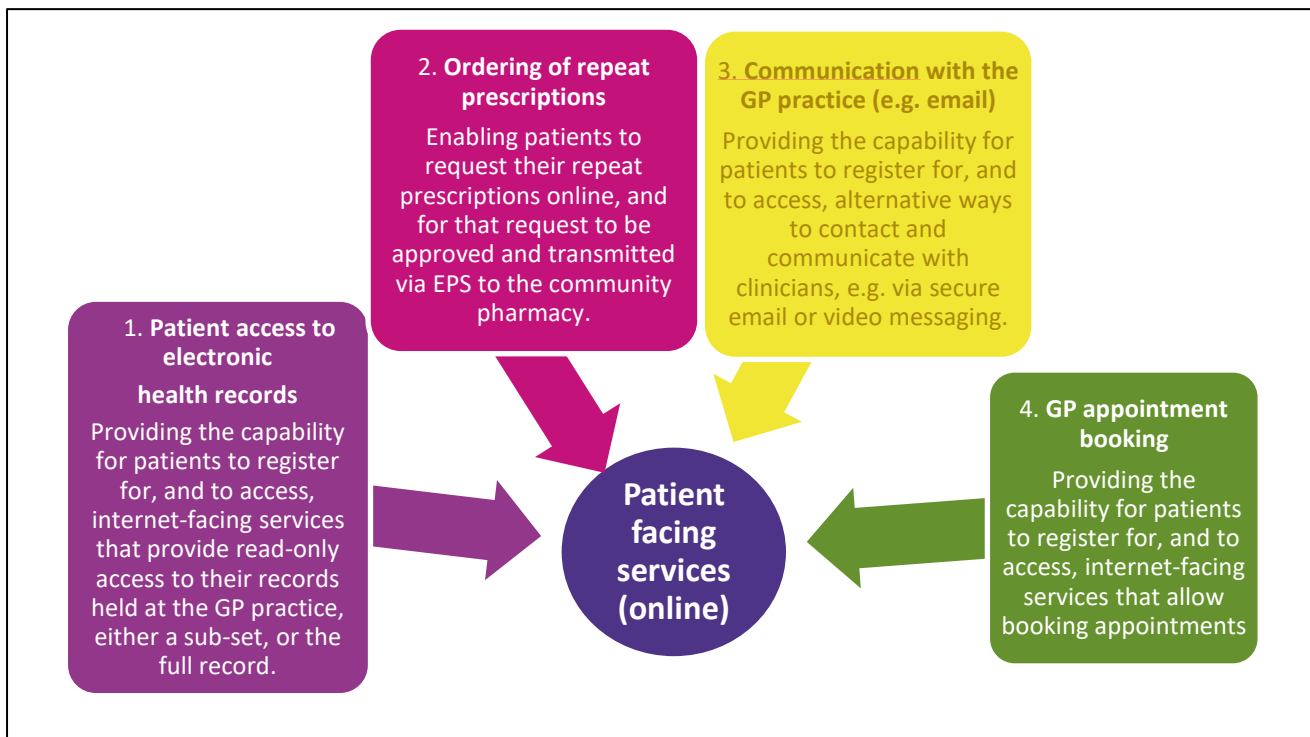 1. Patient access to
electronic
health records
Providing the capability
for patients to register
for, and to access,
internet-facing services
that provide read-only
access to their records
held at the GP practice,
either a sub-set, or the
full record.
2. Ordering of repeat
prescriptions
Enabling patients to
request their repeat
prescriptions online, and
for that request to be
approved and transmitted
via EPS to the community
pharmacy.
3. Communication with the
GP practice (e.g. email)
Providing the capability for
patients to register for, and
to access, alternative ways
to contact and
communicate with
clinicians, e.g. via secure
email or video messaging.
4. GP appointment
booking
Providing the
capability for patients
to register for, and to
access, internet-facing
services that allow
booking appointments
Patient
facing
services
(online)